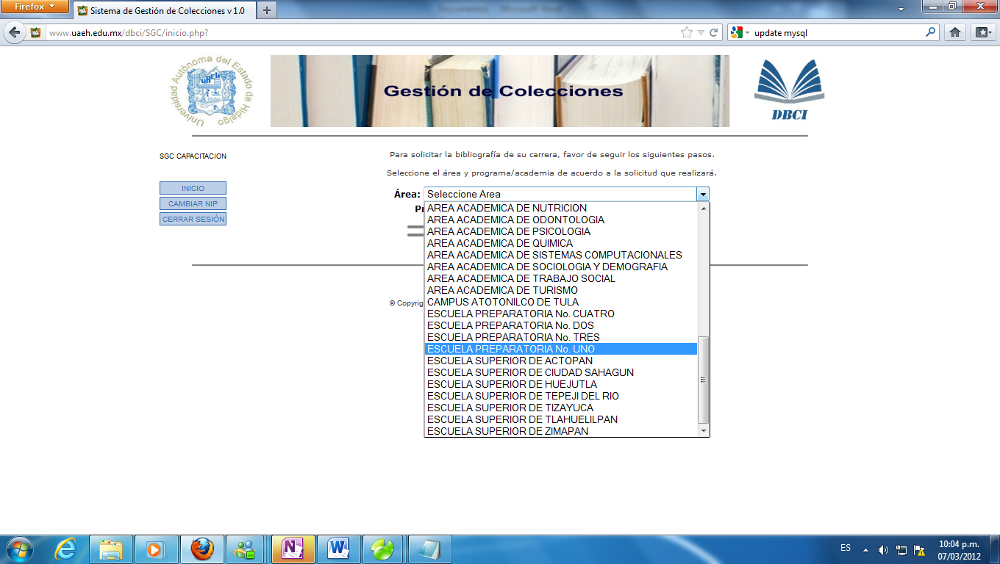 Firefox
Sistema de Gestión de Colecciones v 1.0
www.uaeh.edu.mx/dbci/SGC/inicio.php?
update mysql
Universidad Autónoma del Estado de Hidalgo
UAEH
Gestión de Colecciones
DBCI
SGC CAPACITACION
INICIO
CAMBIAR NIP
CERRAR SESIÓN
Para solicitar la bibliografía de su carrera, favor de seguir los siguientes pasos.
Seleccione el área y programa/academia de acuerdo a la solicitud que realizará.
Área: Seleccione Area
AREA ACADEMICA DE NUTRICION
AREA ACADEMICA DE ODONTOLOGIA
AREA ACADEMICA DE PSICOLOGIA
AREA ACADEMICA DE QUIMICA
AREA ACADEMICA DE SISTEMAS COMPUTACIONALES
AREA ACADEMICA DE SOCIOLOGIA Y DEMOGRAFIA
AREA ACADEMICA DE TRABAJO SOCIAL
AREA ACADEMICA DE TURISMO
CAMPUS ATOTONILCO DE TULA
ESCUELA PREPARATORIA No. CUATRO
ESCUELA PREPARATORIA No. DOS
ESCUELA PREPARATORIA No. TRES
ESCUELA PREPARATORIA No. UNO
ESCUELA SUPERIOR DE ACTOPAN
ESCUELA SUPERIOR DE CIUDAD SAHAGUN
ESCUELA SUPERIOR DE HUEJUTLA
ESCUELA SUPERIOR DE TEPEJI DEL RIO
ESCUELA SUPERIOR DE TIZAYUCA
ESCUELA SUPERIOR DE TLAHUELILPAN
ESCUELA SUPERIOR DE ZIMAPAN
© Copyrig
ES
10:04 p.m.
07/03/2012